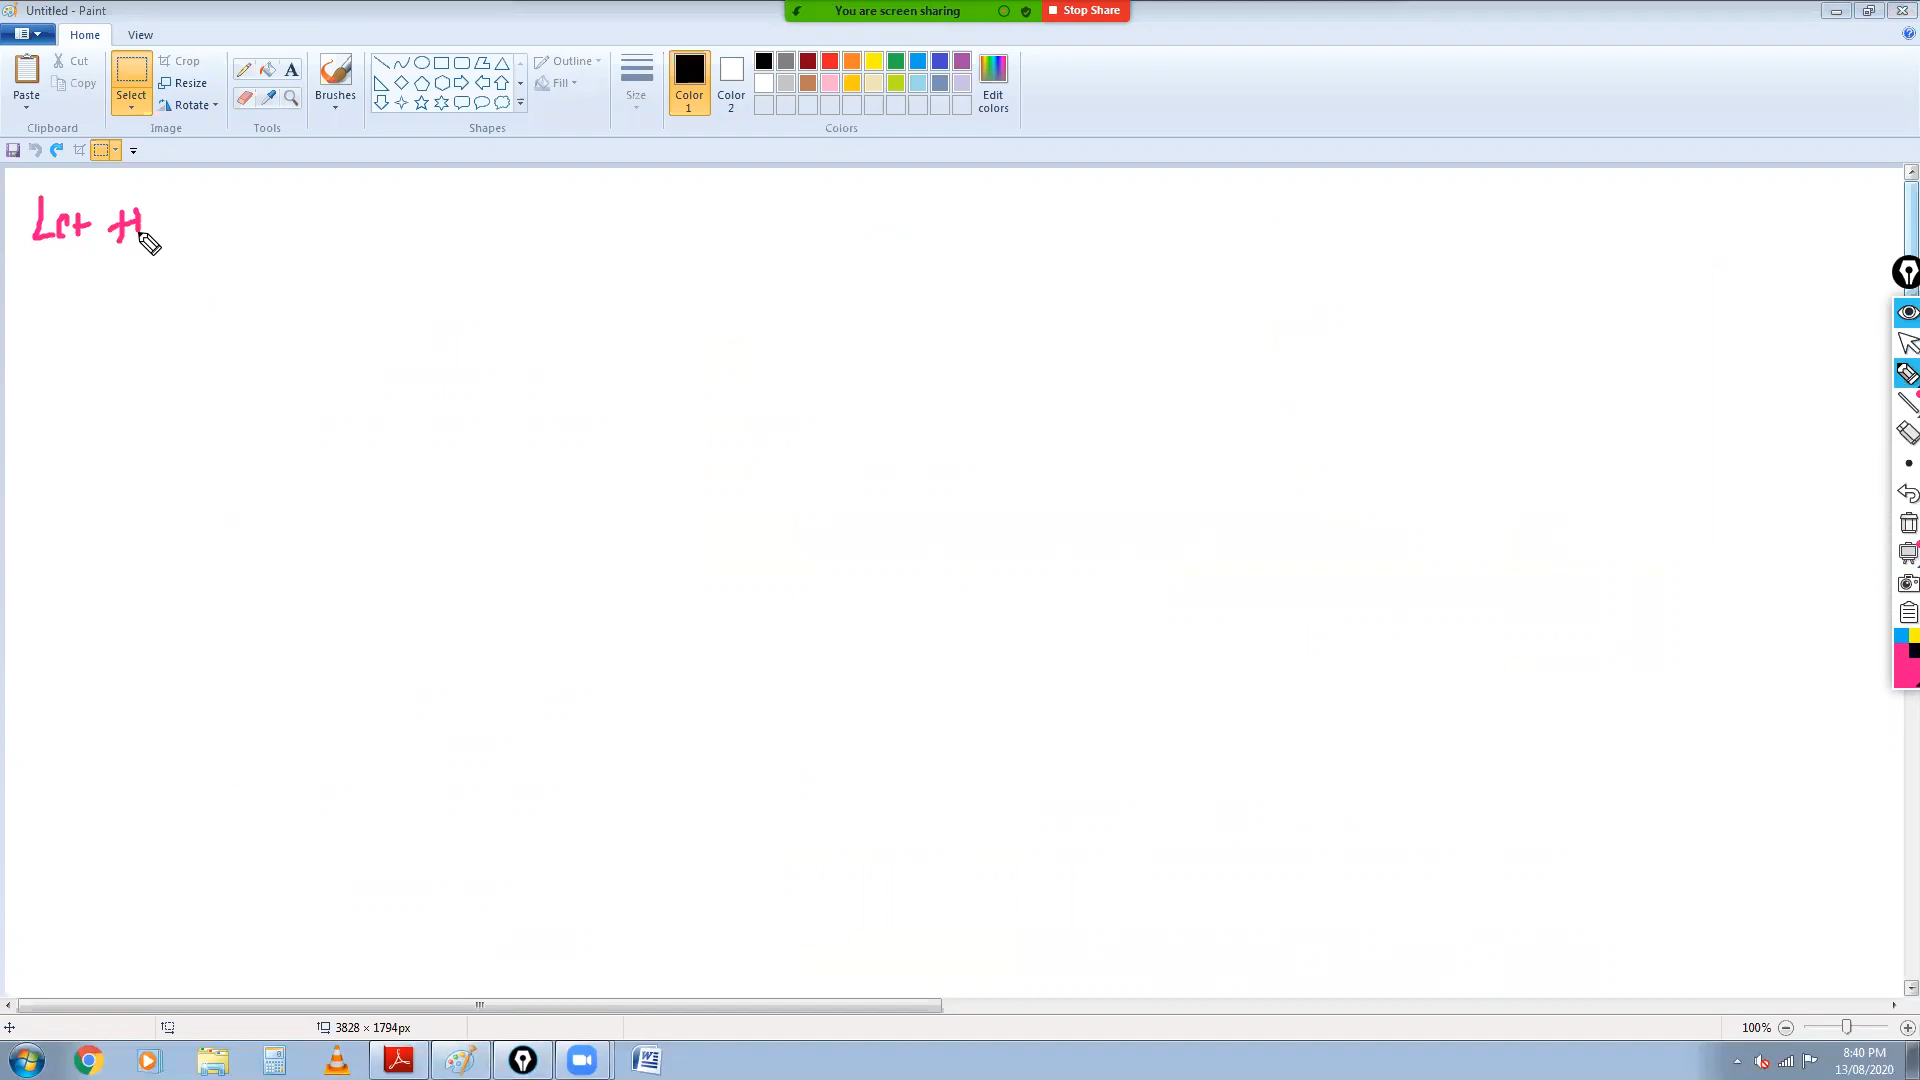 Untitled - Paint
You are screen sharing
Stop Share
Home
View
Paste
Cut
Copy
Clipboard
Select
Crop
Resize
Rotate
Image
A
Tools
Brushes
Shapes
Outline
Fill
Size
Color 1
Color 2
Edit colors
Colors
Let
3828 × 1794px
100%
8:40 PM
13/08/2020